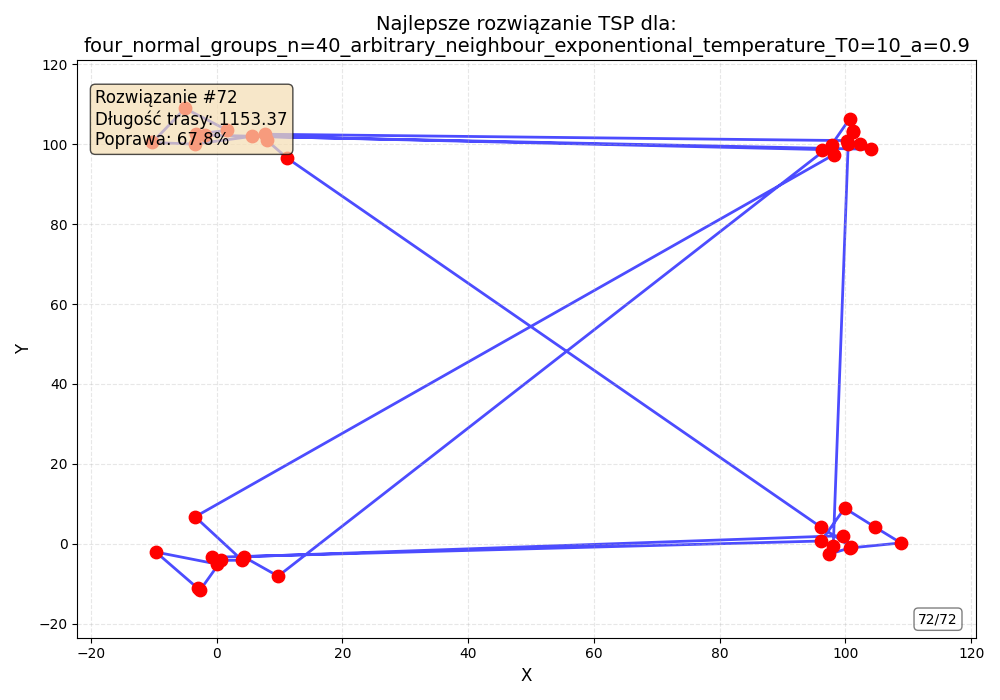 Najlepsze rozwiązanie TSP dla:
four_normal_groups_n=40_arbitrary_neighbour_exponential_temperature_T0=10_a=0.9
Rozwiązanie #72
Długość trasy: 1153.37
Poprawa: 67.8%
120
100
80
60
40
20
0
−20
Y
72/72
−20
0
20
40
60
80
100
120
X